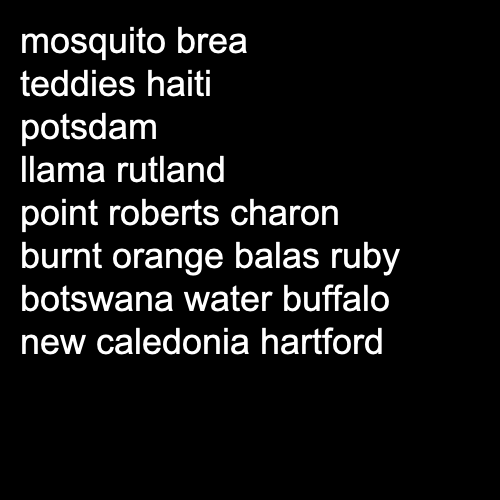 mosquito brea
teddies haiti
potsdam
llama rutland
point roberts charon
burnt orange balas ruby
botswana water buffalo
new caledonia hartford